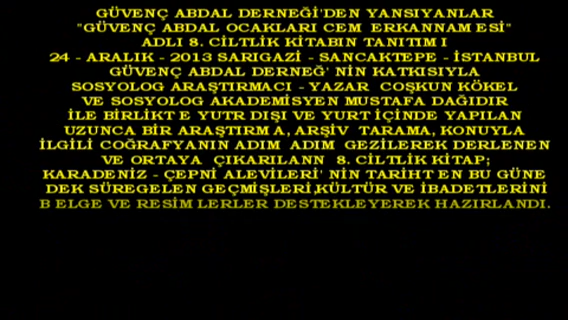 GÜVENÇ ABDAL DERNEĞİ'DEN YANSIYANLAR
"GÜVENÇ ABDAL OCAKLARI CEM ERKANNAM ESİ"
ADLI 8. CİLTLİK KİTABIN TANITIM I
24 - ARALIK - 2013 SARIGAZİ - SANCAKTEPE - İSTANBUL
GÜVENÇ ABDAL DERNEĞ' NİN KATKISIYLA
SOSYOLOG ARAŞTIRMACI - YAZAR COŞKUN KÖKEL
VE SOSYOLOG AKADEMİSYEN MUSTAFA DAĞIDIR
İLE BİRLİKT E YUTR DIŞI VE YURT İÇİNDE YAPILAN
UZUNCA BİR ARAŞTIRM A, ARŞİV TARAMA, KONUYLA
İLGİLİ COĞRAFYANIN ADIM ADIM GEZİLEREK DERLENEN
VE ORTAYA ÇIKARILANN 8. CİLTLİK KİTAP;
KARADENİZ - ÇEPNİ ALEVİLERİ' NİN TARİHT EN BU GÜNE
DEK SÜREGELEN GEÇMİŞLERİ,KÜLTÜR VE İBADETLERİNİ
B ELGE VE RESİM LERLER DESTEKLEYEREK HAZIRLANDI.